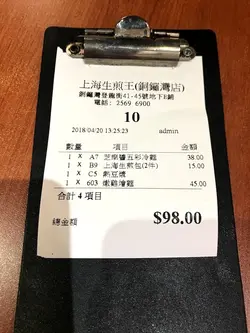 上海生煎王(銅鑼灣店)
銅鑼灣登龍街41-45號地下B鋪
電話: 2569 6900
10
2018/04/20 13:25:23 admin
數量 項目 金額
1 X A7 芝麻醬五彩冷麵 38.00
1 X B9 上海生煎包(2件) 15.00
1 X C5 熱豆漿
1 X 603 嫩雞燴麵 45.00
合計 4 項目
總金額 $98.00